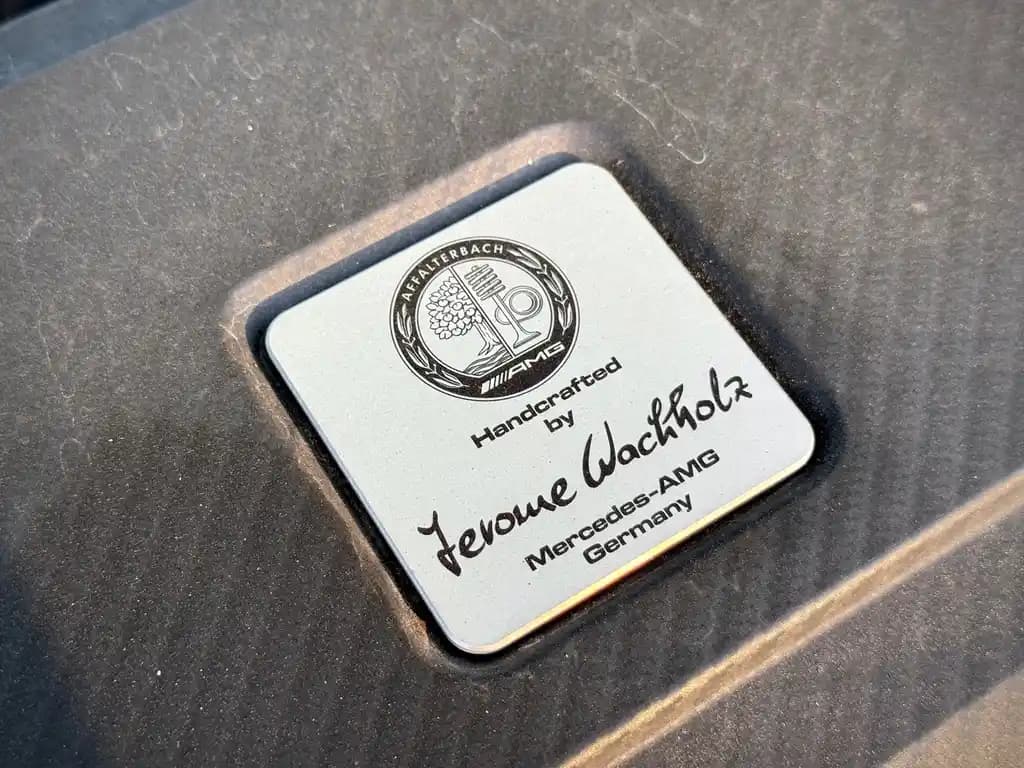 AFFALTERBACH
AMG
Handcrafted
by
Jerome Wachholz
Mercedes-AMG
Germany